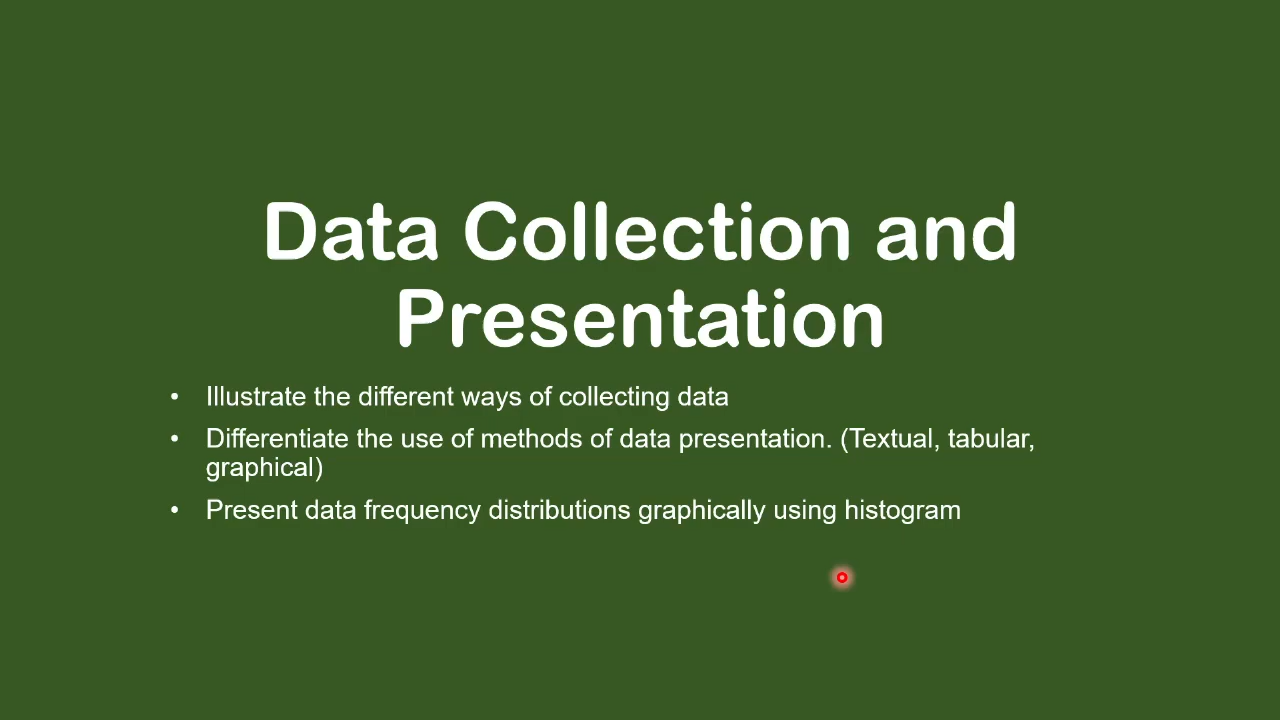 Data Collection and
Presentation
• Illustrate the different ways of collecting data
• Differentiate the use of methods of data presentation. (Textual, tabular,
graphical)
• Present data frequency distributions graphically using histogram